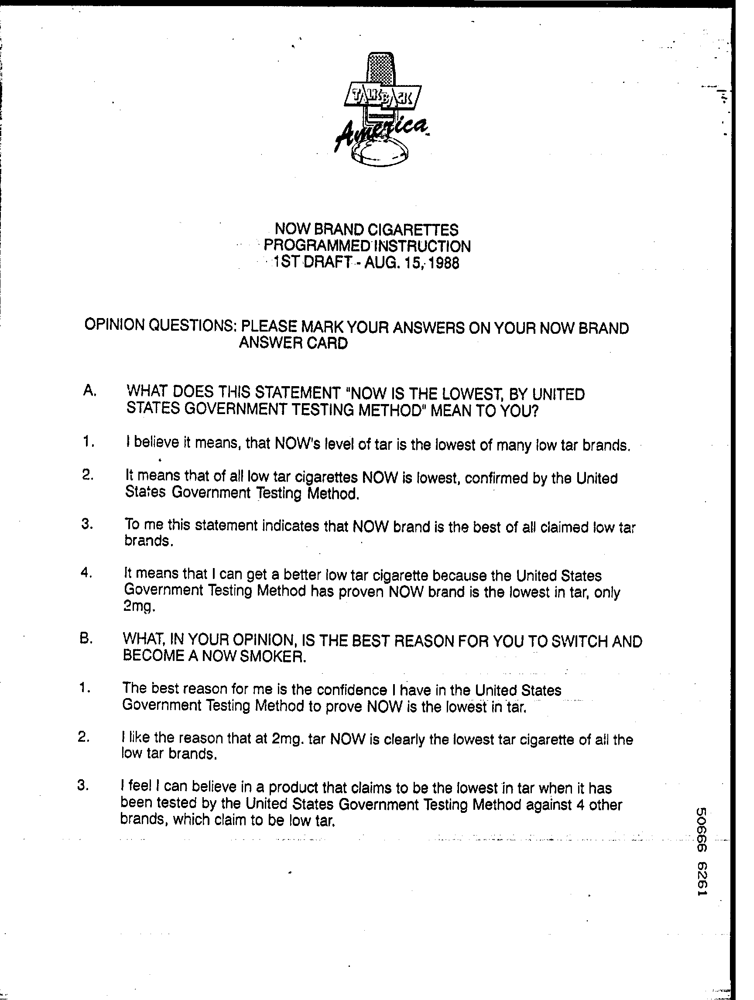 TALKBACK
America
NOW BRAND CIGARETTES
PROGRAMMED INSTRUCTION
1ST DRAFT - AUG. 15, 1988
OPINION QUESTIONS: PLEASE MARK YOUR ANSWERS ON YOUR NOW BRAND
ANSWER CARD
A. WHAT DOES THIS STATEMENT "NOW IS THE LOWEST, BY UNITED
STATES GOVERNMENT TESTING METHOD" MEAN TO YOU?
1. I believe it means, that NOW's level of tar is the lowest of many low tar brands.
2. It means that of all low tar cigarettes NOW is lowest, confirmed by the United
States Government Testing Method.
3. To me this statement indicates that NOW brand is the best of all claimed low tar
brands.
4. It means that I can get a better low tar cigarette because the United States
Government Testing Method has proven NOW brand is the lowest in tar, only
2mg.
B. WHAT, IN YOUR OPINION, IS THE BEST REASON FOR YOU TO SWITCH AND
BECOME A NOW SMOKER.
1. The best reason for me is the confidence I have in the United States
Government Testing Method to prove NOW is the lowest in tar.
2. I like the reason that at 2mg. tar NOW is clearly the lowest tar cigarette of all the
low tar brands.
3. I feel I can believe in a product that claims to be the lowest in tar when it has
been tested by the United States Government Testing Method against 4 other
brands, which claim to be low tar.
50666 6261